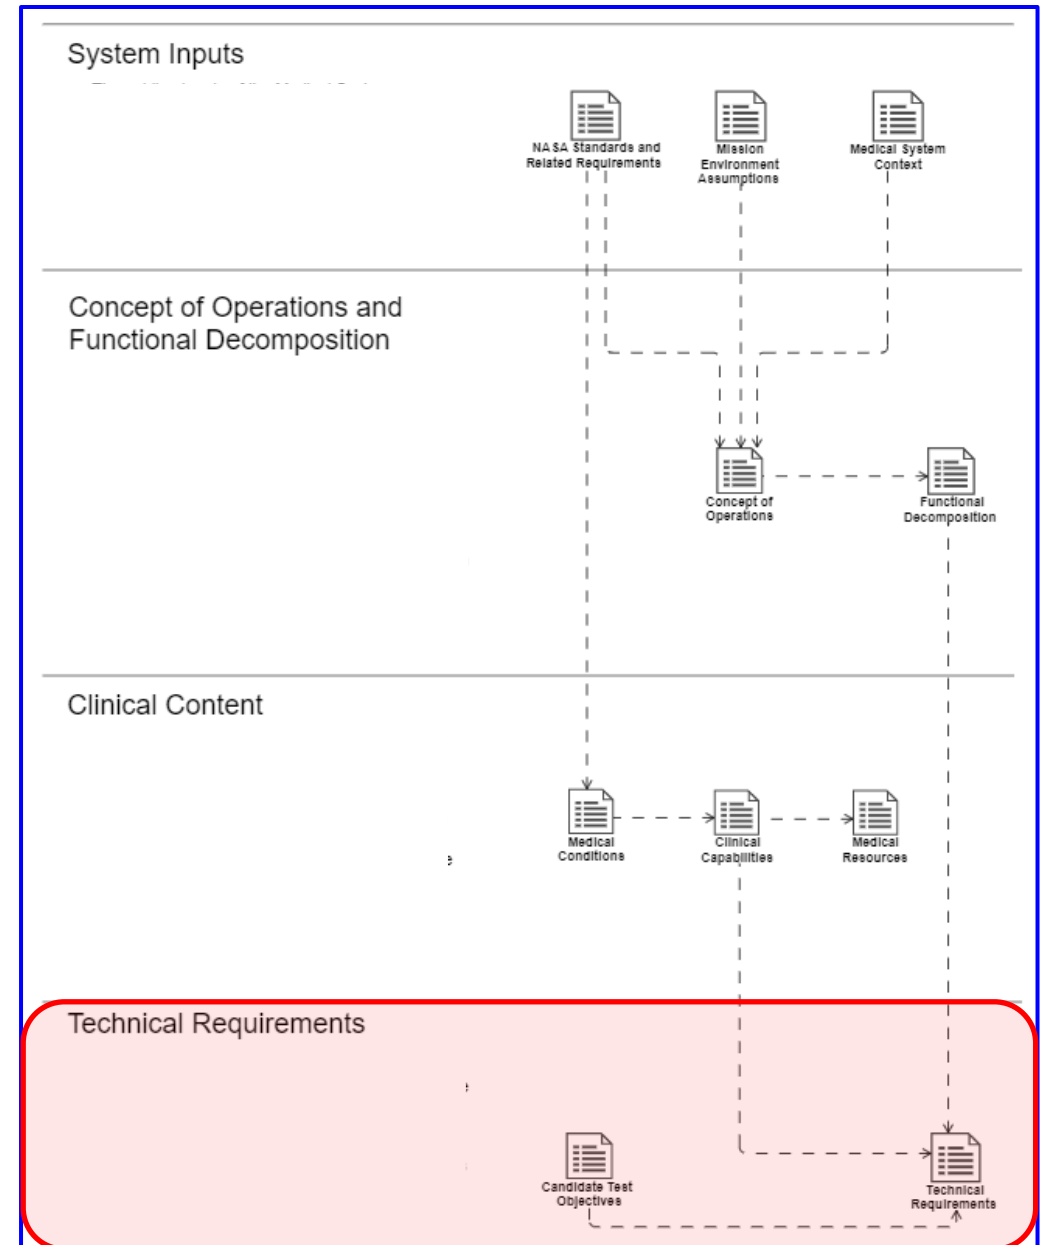 System Inputs
NASA Standards and
Related Requirements
Mission
Environment
Assumptions
Medical System
Context
Concept of Operations and
Functional Decomposition
Concept of
Operations
Functional
Decomposition
Clinical Content
Medical
Conditions
Clinical
Capabilities
Medical
Resources
Technical Requirements
Candidate Test
Objectives
Technical
Requirements